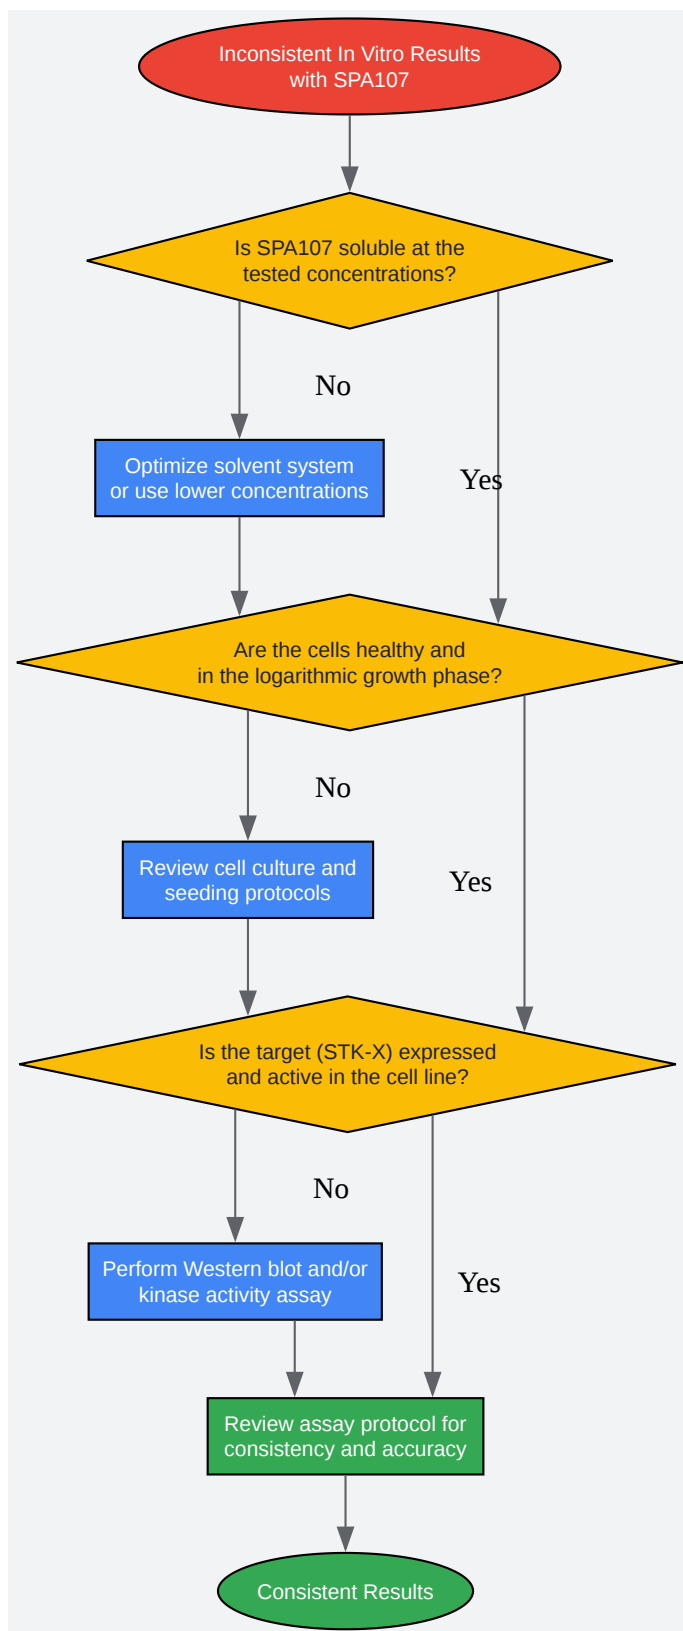 Inconsistent In Vitro Results
with SPA107
Is SPA107 soluble at the
tested concentrations?
No
Optimize solvent system
or use lower concentrations
Yes
Are the cells healthy and
in the logarithmic growth phase?
No
Review cell culture and
seeding protocols
Yes
Is the target (STK-X) expressed
and active in the cell line?
No
Perform Western blot and/or
kinase activity assay
Yes
Review assay protocol for
consistency and accuracy
Consistent Results